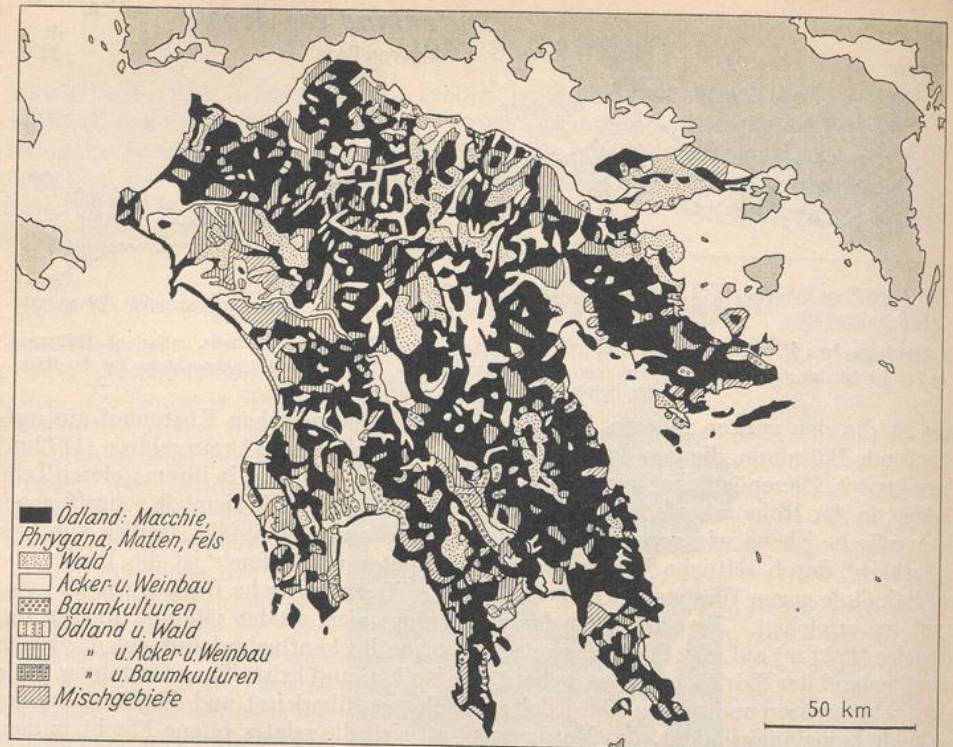 Ödland: Macchie,
Phrygana, Matten, Fels
Wald
Acker- u. Weinbau
Baumkulturen
Ödland u. Wald
" u. Acker- u. Weinbau
" u. Baumkulturen
Mischgebiete
50 km